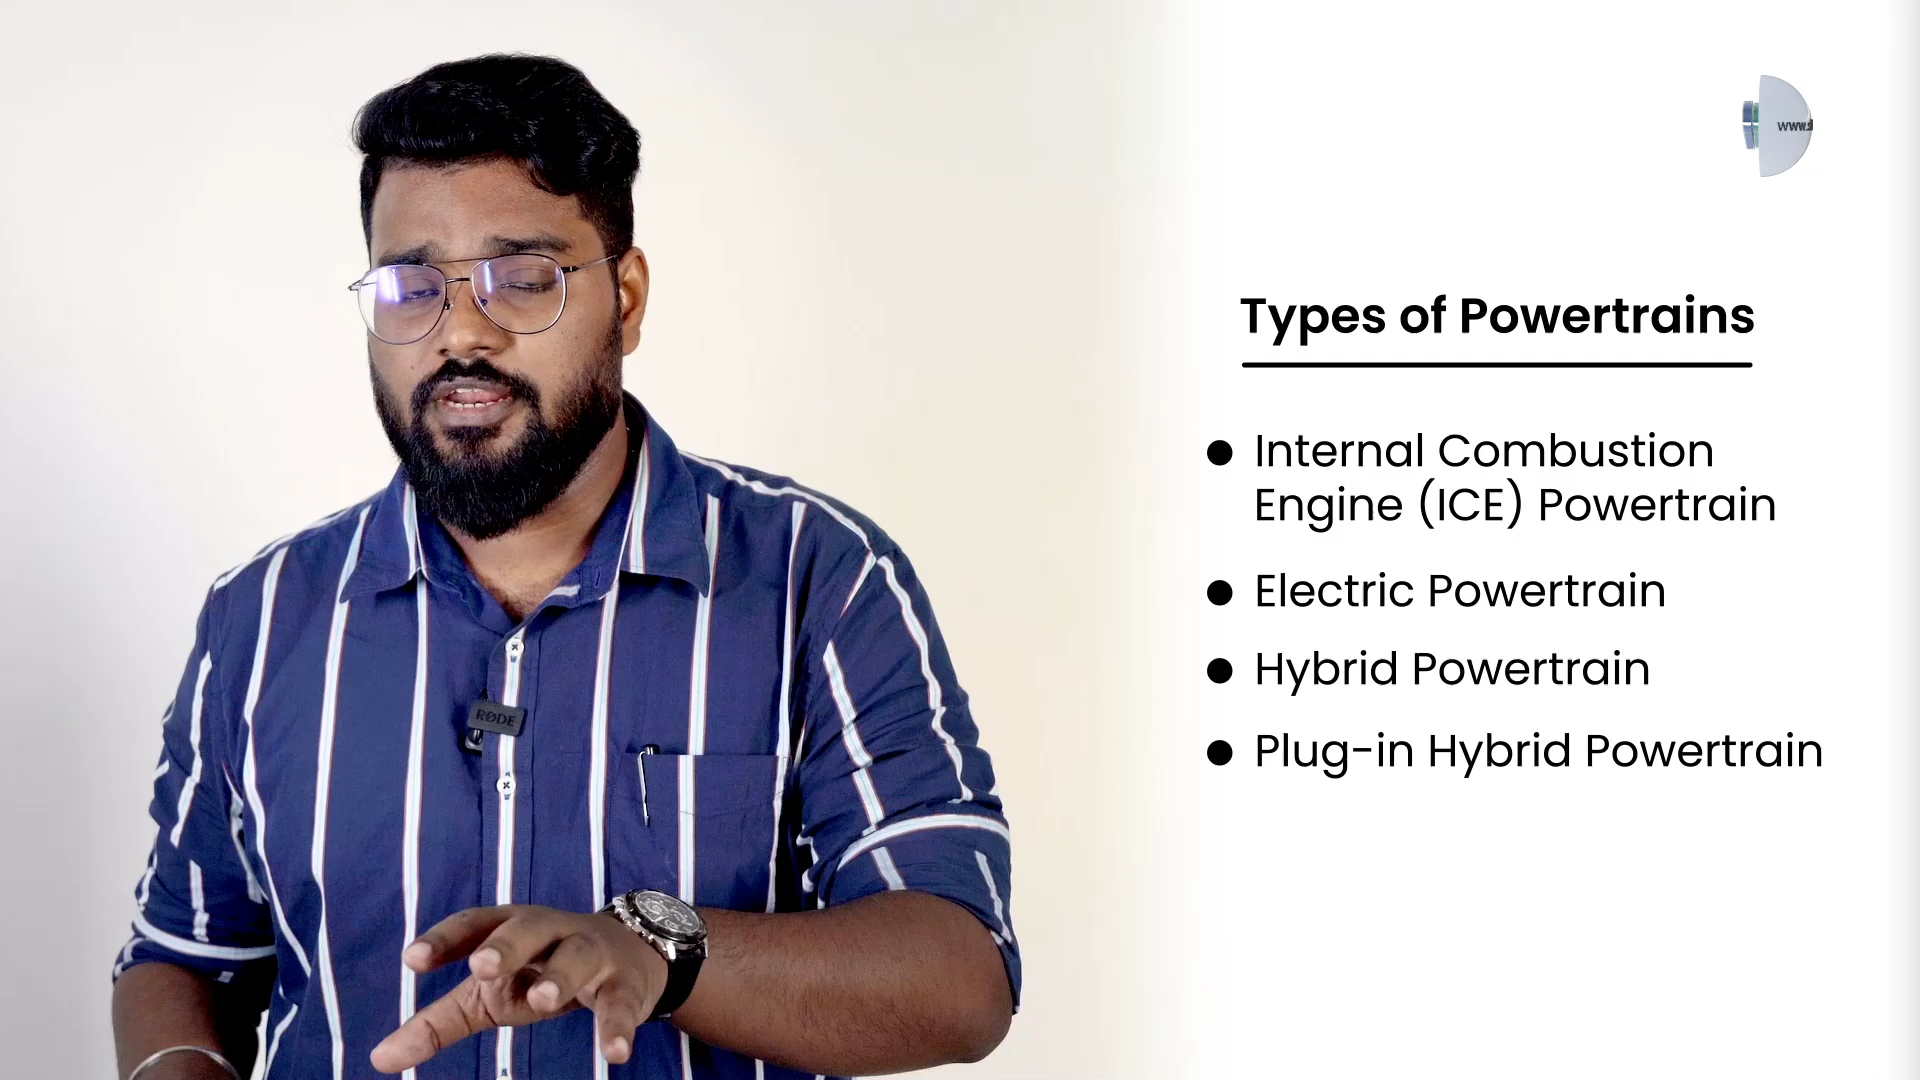 Types of Powertrains
Internal Combustion
Engine (ICE) Powertrain
Electric Powertrain
Hybrid Powertrain
Plug-in Hybrid Powertrain
RØDE